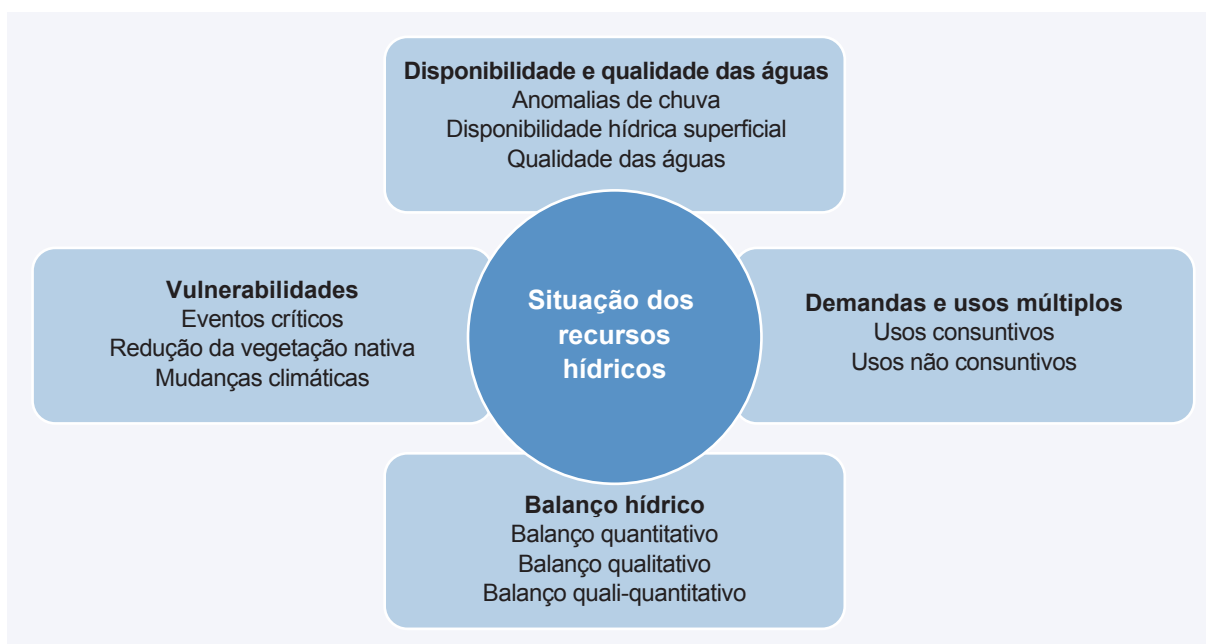 Disponibilidade e qualidade das águas
Anomalias de chuva
Disponibilidade hídrica superficial
Qualidade das águas
Vulnerabilidades
Eventos críticos
Redução da vegetação nativa
Mudanças climáticas
Situação dos
recursos
hídricos
Demandas e usos múltiplos
Usos consuntivos
Usos não consuntivos
Balanço hídrico
Balanço quantitativo
Balanço qualitativo
Balanço quali-quantitativo